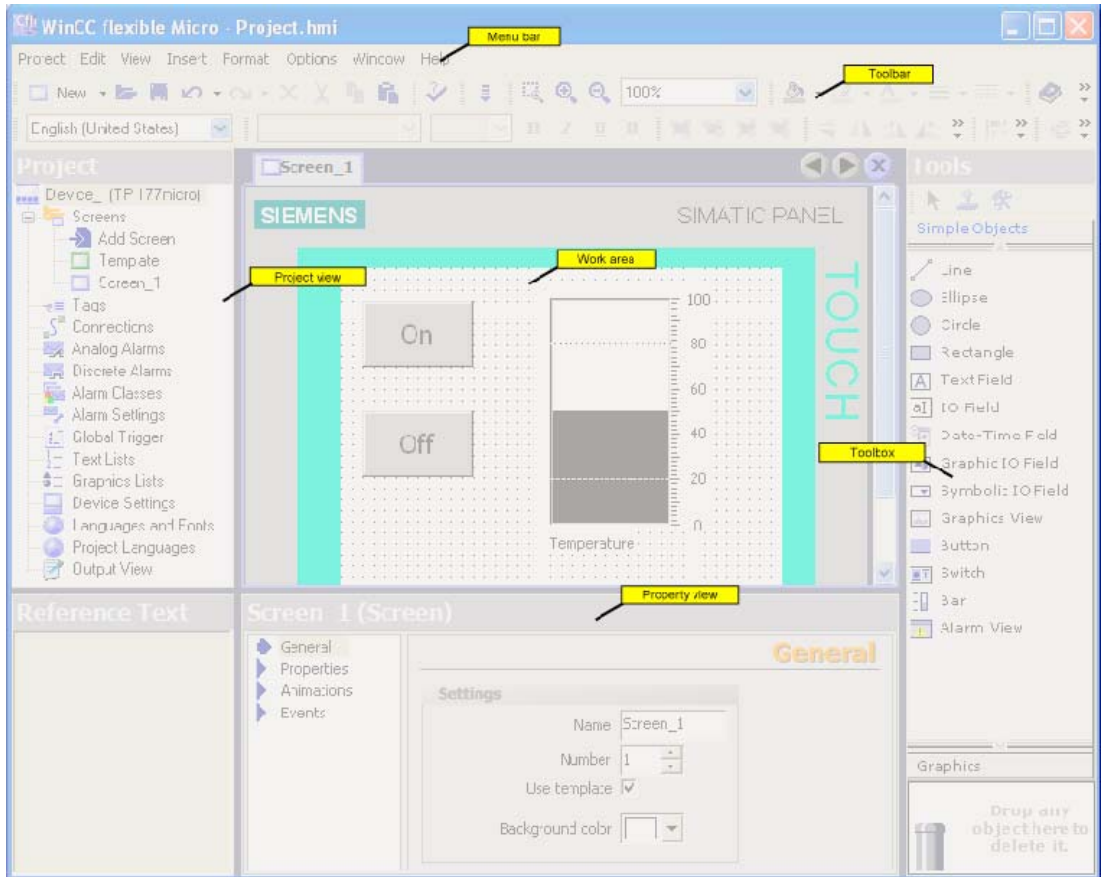 WinCC flexible Micro - Project.hmi
Menu bar
Project Edit View Insert Format Options Window Help
Toolbar
New 100%
English (United States)
Project
Screen_1
Tools
Device_ (TP 177micro)
Screens
Add Screen
Template
Screen_1
Tags
Connections
Analog Alarms
Discrete Alarms
Alarm Classes
Alarm Settings
Global Trigger
Text Lists
Graphics Lists
Device Settings
Languages and Fonts
Project Languages
Output View
Project view
SIEMENS
SIMATIC PANEL
TOUCH
Work area
On
Off
100
80
60
40
20
0
Temperature
Simple Objects
Line
Ellipse
Circle
Rectangle
Text Field
IO Field
Date-Time Field
Graphic IO Field
Symbolic IO Field
Graphics View
Button
Switch
Bar
Alarm View
Toolbox
Property view
Reference Text
Screen_1 (Screen)
General
Properties
Animations
Events
General
Settings
Name Screen_1
Number 1
Use template
Background color
Graphics
Drop any
object here to
delete it.